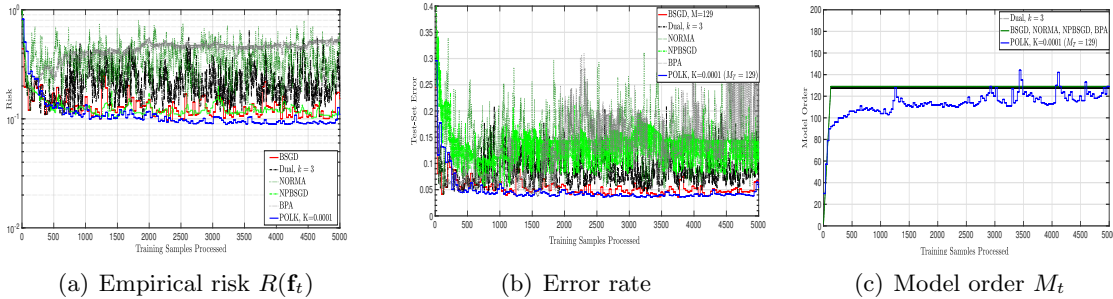 Risk
10^0
10^-1
10^-2
BSGD
Dual, k = 3
NORMA
NPBSGD
BPA
POLK, K=0.0001
0 500 1000 1500 2000 2500 3000 3500 4000 4500 5000
Training Samples Processed
(a) Empirical risk R(f_t)
Test-Set Error
0.4
0.35
0.3
0.25
0.2
0.15
0.1
0.05
0
BSGD, M=129
Dual, k = 3
NORMA
NPBSGD
BPA
POLK, K=0.0001 (M_T = 129)
0 500 1000 1500 2000 2500 3000 3500 4000 4500 5000
Training Samples Processed
(b) Error rate
Model Order
200
180
160
140
120
100
80
60
40
20
0
Dual, k = 3
BSGD, NORMA, NPBSGD, BPA
POLK, K=0.0001 (M_T = 129)
0 500 1000 1500 2000 2500 3000 3500 4000 4500 5000
Training Samples Processed
(c) Model order M_t